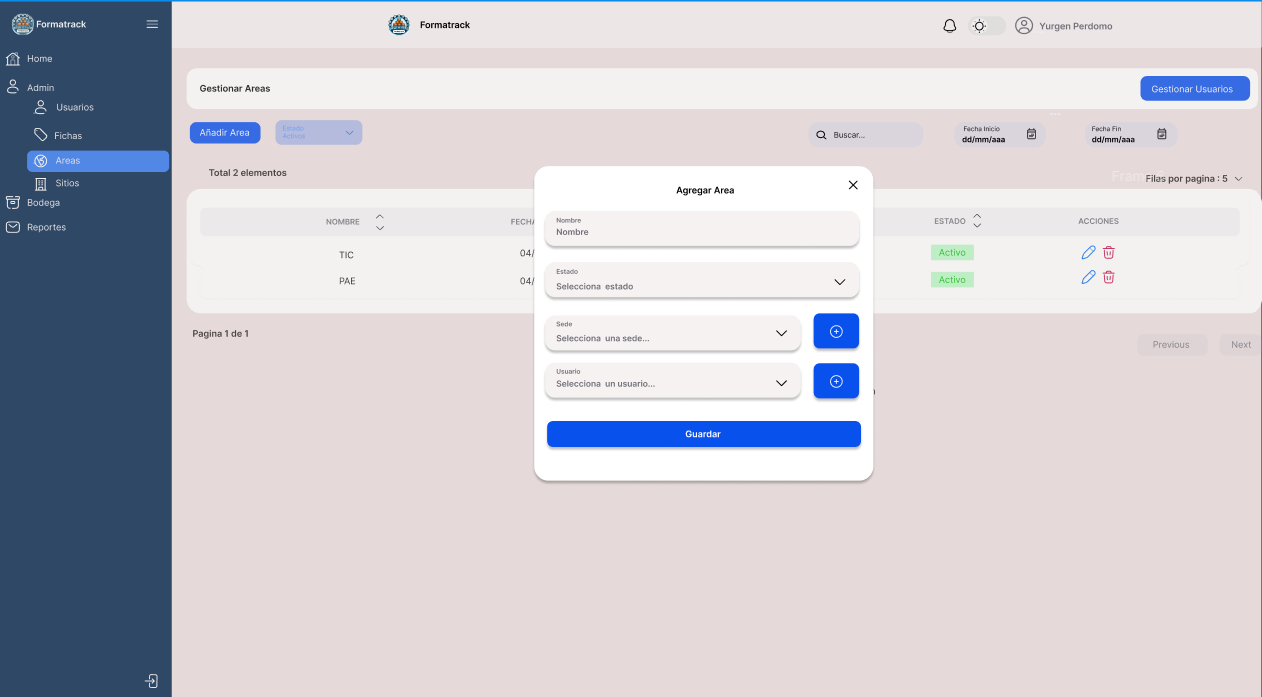 Formatrack
Formatrack
Yurgen Perdomo
Home
Admin
Usuarios
Fichas
Areas
Sitios
Bodega
Reportes
Gestionar Areas
Gestionar Usuarios
Añadir Area
Estado
Activos
Buscar...
Fecha Inicio
dd/mm/aaa
Fecha Fin
dd/mm/aaa
Total 2 elementos
Filas por pagina : 5
NOMBRE
FECHA
ESTADO
ACCIONES
TIC
04/
Activo
PAE
04/
Activo
Pagina 1 de 1
Previous
Next
Agregar Area
Nombre
Nombre
Estado
Selecciona estado
Sede
Selecciona una sede...
Usuario
Selecciona un usuario...
Guardar